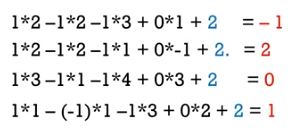 1*2 – 1*2 – 1*3 + 0*1 + 2 = – 1
1*2 – 1*2 – 1*1 + 0*-1 + 2. = 2
1*3 – 1*1 – 1*4 + 0*3 + 2 = 0
1*1 – (-1)*1 – 1*3 + 0*2 + 2 = 1